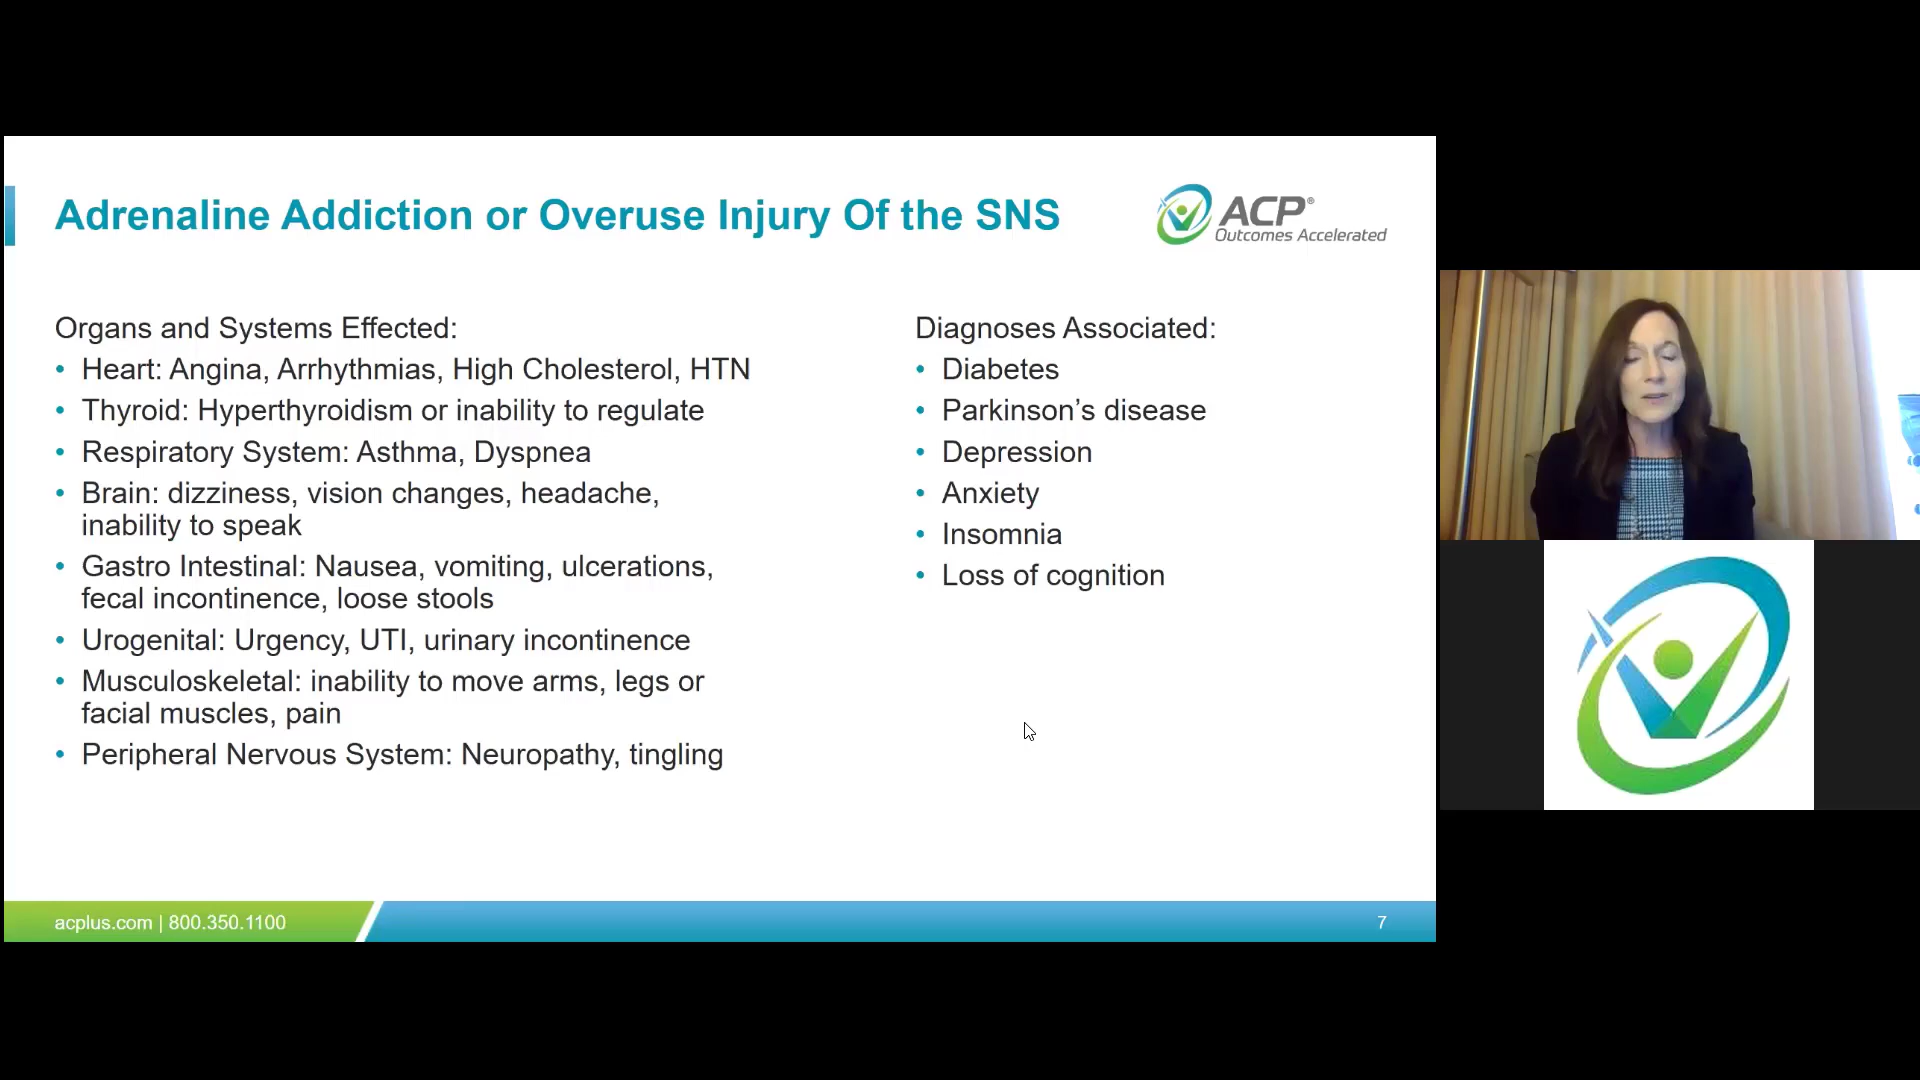 Adrenaline Addiction or Overuse Injury Of the SNS
ACP®
Outcomes Accelerated
Organs and Systems Effected:
• Heart: Angina, Arrhythmias, High Cholesterol, HTN
• Thyroid: Hyperthyroidism or inability to regulate
• Respiratory System: Asthma, Dyspnea
• Brain: dizziness, vision changes, headache,
inability to speak
• Gastro Intestinal: Nausea, vomiting, ulcerations,
fecal incontinence, loose stools
• Urogenital: Urgency, UTI, urinary incontinence
• Musculoskeletal: inability to move arms, legs or
facial muscles, pain
• Peripheral Nervous System: Neuropathy, tingling
Diagnoses Associated:
• Diabetes
• Parkinson’s disease
• Depression
• Anxiety
• Insomnia
• Loss of cognition
acplus.com | 800.350.1100
7